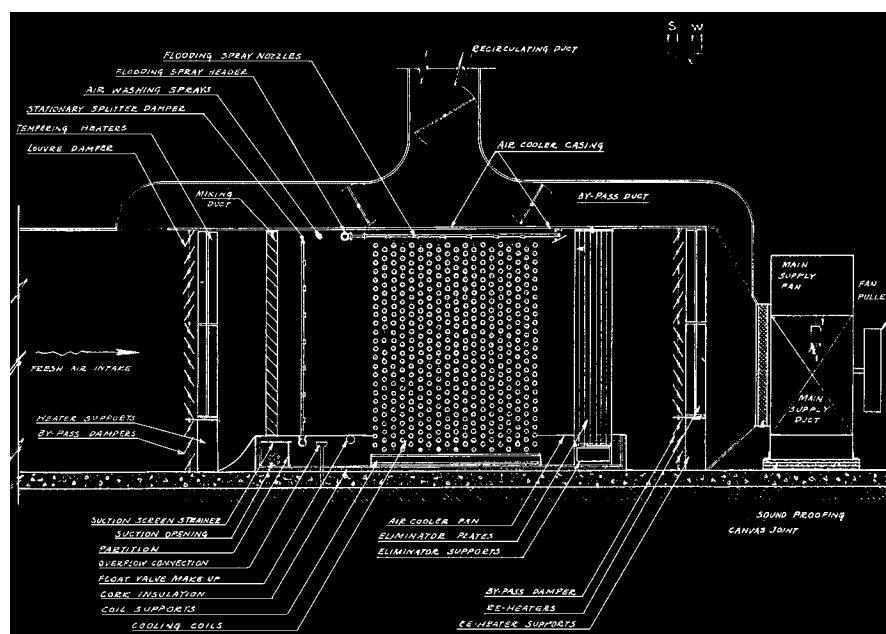 S W
FLOODING SPRAY NOZZLES
RECIRCULATING DUCT
FLOODING SPRAY HEADER
AIR WASHING SPRAYS
STATIONARY SPLITTER DAMPER
TEMPERING HEATERS
LOUVRE DAMPER
AIR COOLER CASING
MIXING
DUCT
BY-PASS DUCT
MAIN
SUPPLY
FAN
FAN
PULLE
FRESH AIR INTAKE
MAIN
SUPPLY
DUCT
HEATER SUPPORTS
BY-PASS DAMPERS
SUCTION SCREEN STRAINER
SUCTION OPENING
PARTITION
OVERFLOW CONNECTION
FLOAT VALVE MAKE UP
CORK INSULATION
COIL SUPPORTS
COOLING COILS
AIR COOLER PAN
ELIMINATOR PLATES
ELIMINATOR SUPPORTS
SOUND PROOFING
CANVAS JOINT
BY-PASS DAMPER
RE-HEATERS
RE-HEATER SUPPORTS